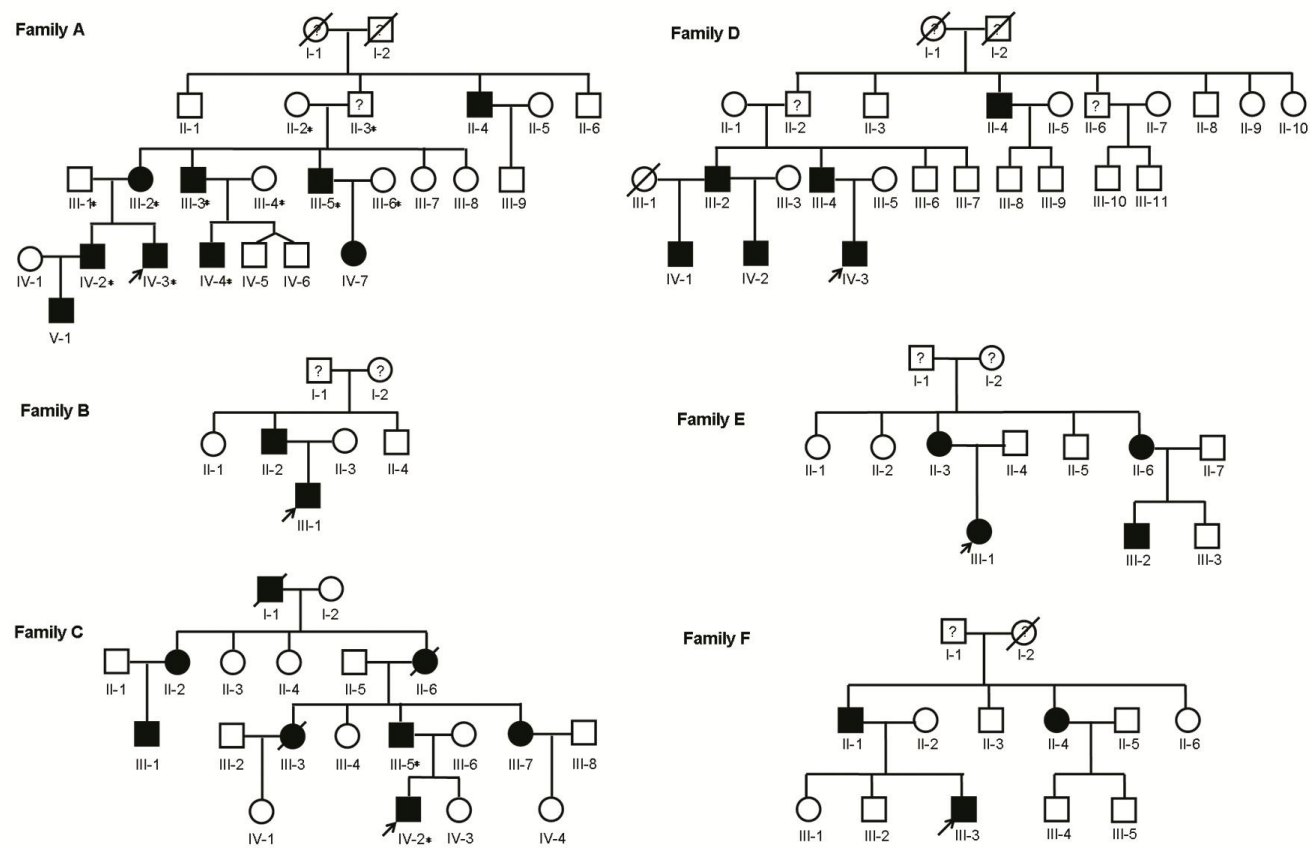 Family A
? ?
I-1 I-2
?
II-1 II-2* II-3* II-4 II-5 II-6
III-1* III-2* III-3* III-4* III-5* III-6* III-7 III-8 III-9
IV-1 IV-2* IV-3* IV-4* IV-5 IV-6 IV-7
V-1
Family B
? ?
I-1 I-2
II-1 II-2 II-3 II-4
III-1
Family C
I-1 I-2
II-1 II-2 II-3 II-4 II-5 II-6
III-1 III-2 III-3 III-4 III-5* III-6 III-7 III-8
IV-1 IV-2* IV-3 IV-4
Family D
? ?
I-1 I-2
? ?
II-1 II-2 II-3 II-4 II-5 II-6 II-7 II-8 II-9 II-10
III-1 III-2 III-3 III-4 III-5 III-6 III-7 III-8 III-9 III-10 III-11
IV-1 IV-2 IV-3
Family E
? ?
I-1 I-2
II-1 II-2 II-3 II-4 II-5 II-6 II-7
III-1 III-2 III-3
Family F
? ?
I-1 I-2
II-1 II-2 II-3 II-4 II-5 II-6
III-1 III-2 III-3 III-4 III-5